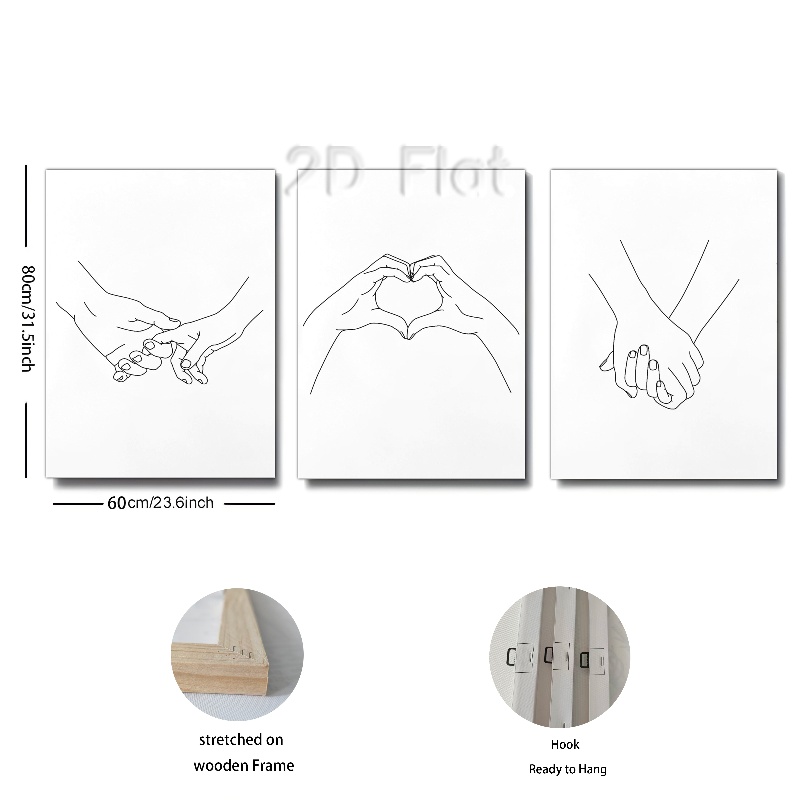 2D Flat
80cm/31.5inch
60cm/23.6inch
stretched on
wooden Frame
Hook
Ready to Hang